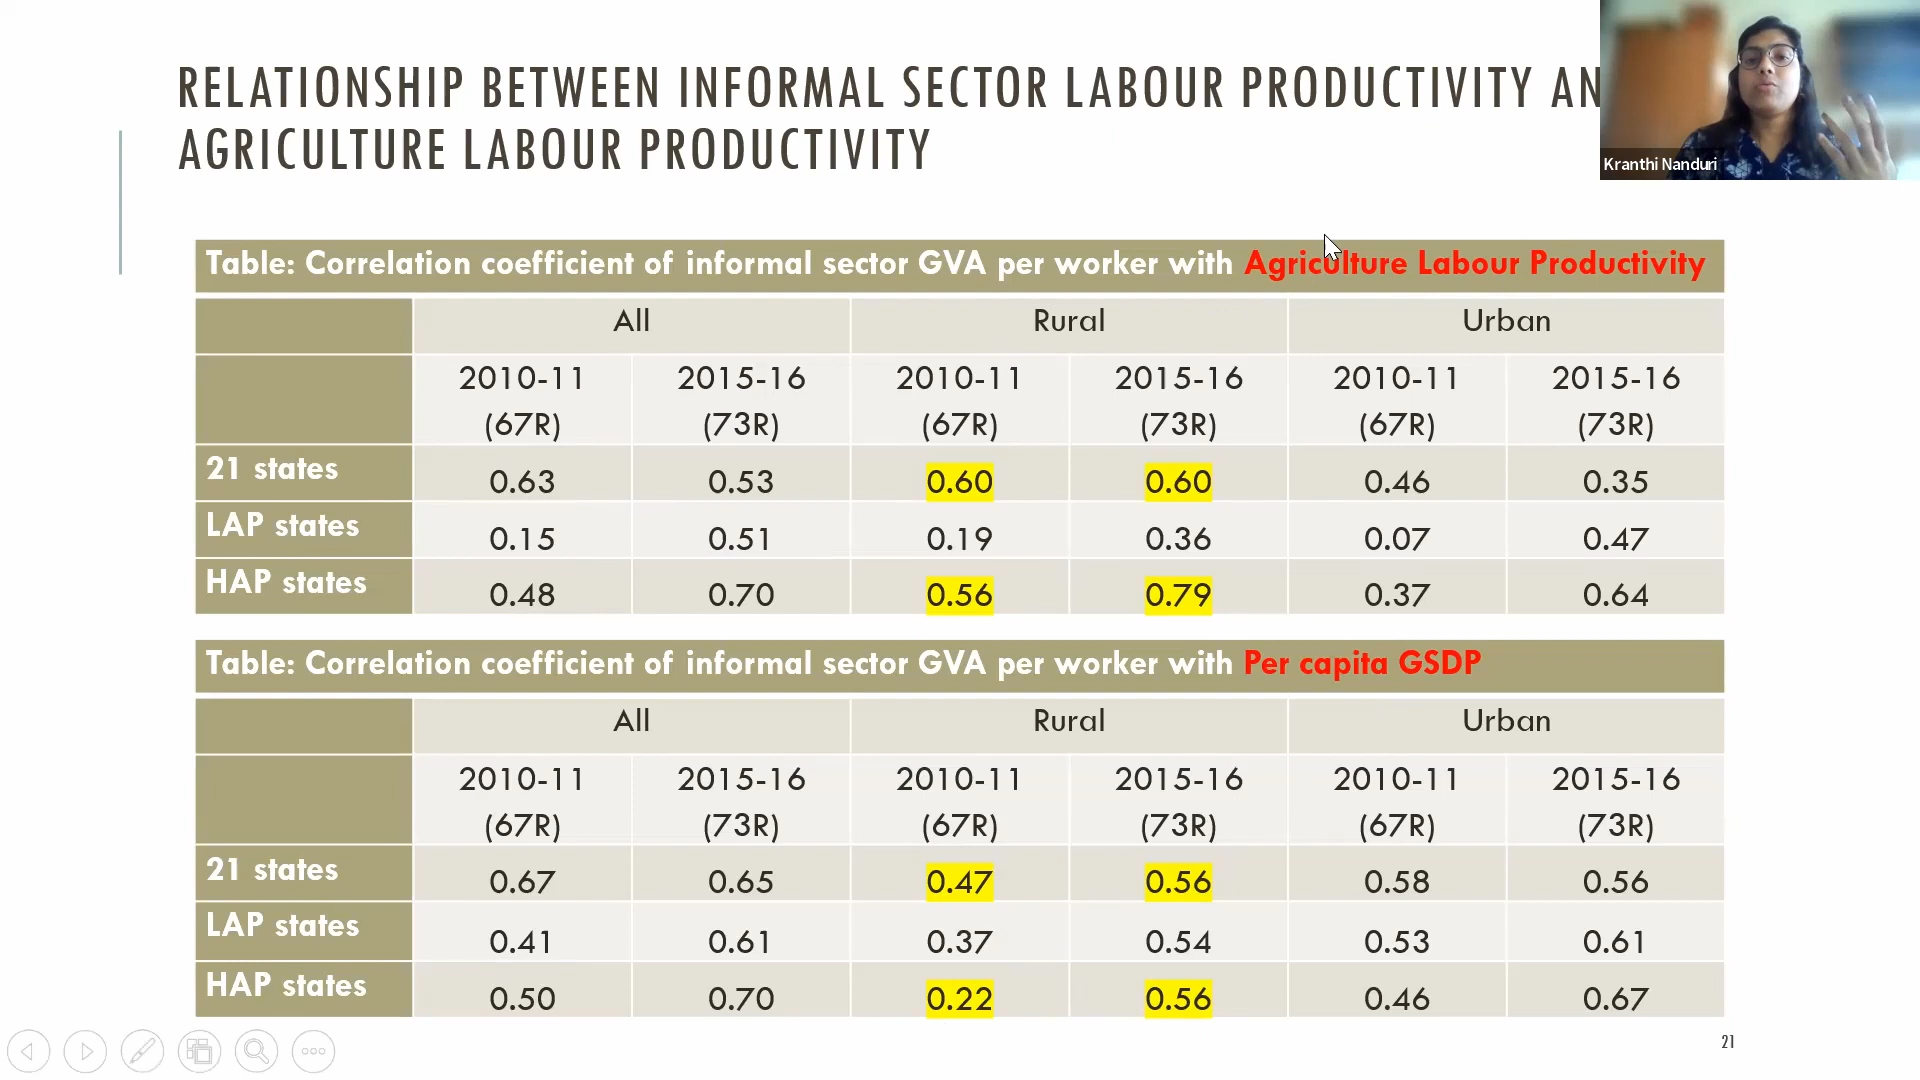 RELATIONSHIP BETWEEN INFORMAL SECTOR LABOUR PRODUCTIVITY AN
AGRICULTURE LABOUR PRODUCTIVITY
Kranthi Nanduri
Table: Correlation coefficient of informal sector GVA per worker with Agriculture Labour Productivity
All Rural Urban
2010-11 2015-16 2010-11 2015-16 2010-11 2015-16
(67R) (73R) (67R) (73R) (67R) (73R)
21 states 0.63 0.53 0.60 0.60 0.46 0.35
LAP states 0.15 0.51 0.19 0.36 0.07 0.47
HAP states 0.48 0.70 0.56 0.79 0.37 0.64
Table: Correlation coefficient of informal sector GVA per worker with Per capita GSDP
All Rural Urban
2010-11 2015-16 2010-11 2015-16 2010-11 2015-16
(67R) (73R) (67R) (73R) (67R) (73R)
21 states 0.67 0.65 0.47 0.56 0.58 0.56
LAP states 0.41 0.61 0.37 0.54 0.53 0.61
HAP states 0.50 0.70 0.22 0.56 0.46 0.67
21